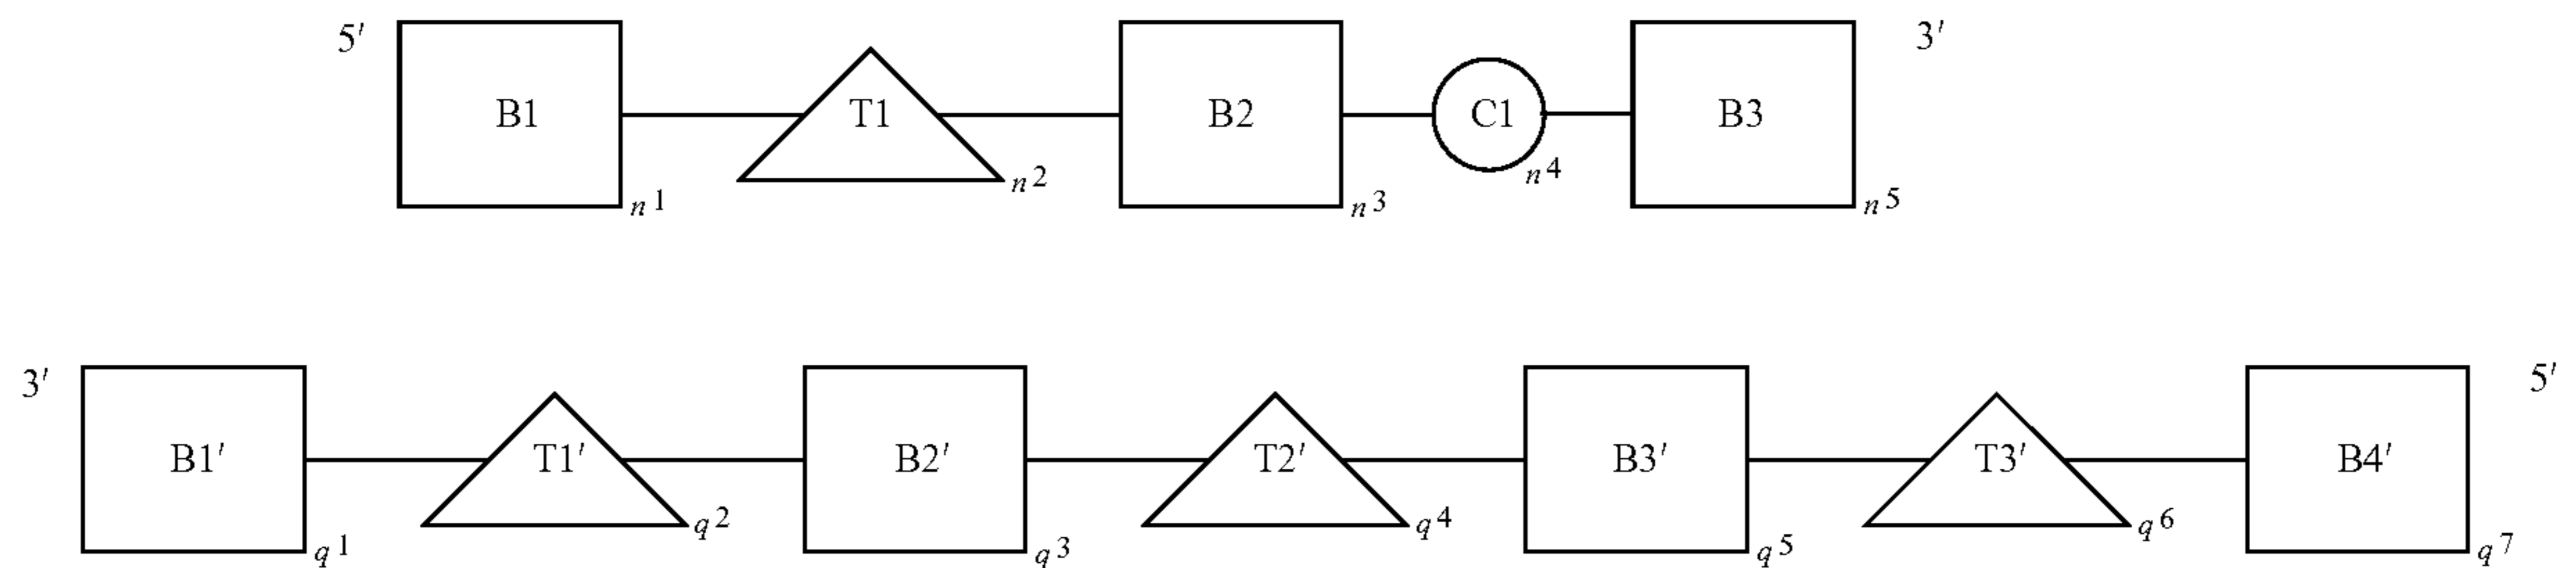 5′ B1 n1 T1 n2 B2 n3 C1 n4 B3 n5 3′
3′ B1′ q1 T1′ q2 B2′ q3 T2′ q4 B3′ q5 T3′ q6 B4′ q7 5′